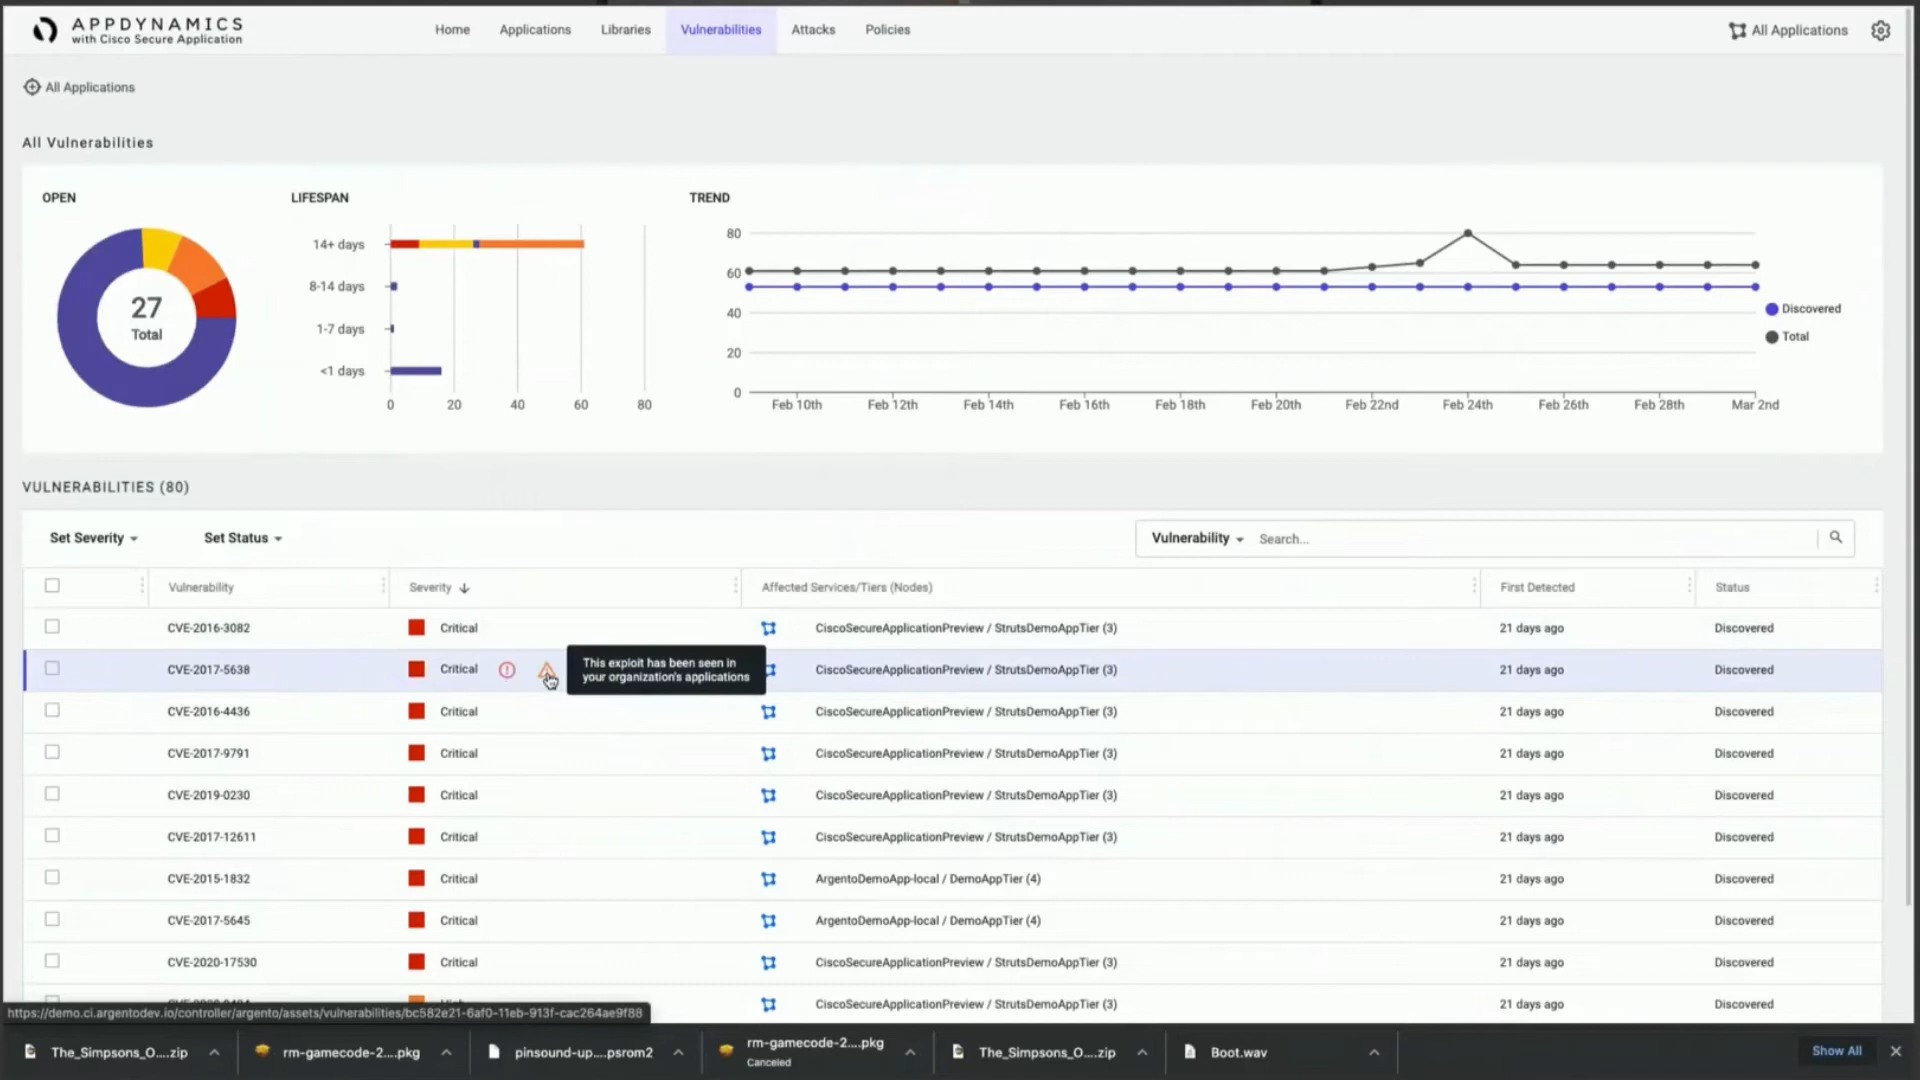 APPDYNAMICS
with Cisco Secure Application
Home Applications Libraries Vulnerabilities Attacks Policies
All Applications
All Applications
All Vulnerabilities
OPEN
27
Total
LIFESPAN
14+ days
8-14 days
1-7 days
<1 days
0 20 40 60 80
TREND
80
60
40
20
0
Feb 10th Feb 12th Feb 14th Feb 16th Feb 18th Feb 20th Feb 22nd Feb 24th Feb 26th Feb 28th Mar 2nd
Discovered
Total
VULNERABILITIES (80)
Set Severity Set Status Vulnerability Search...
Vulnerability Severity Affected Services/Tiers (Nodes) First Detected Status
CVE-2016-3082 Critical CiscoSecureApplicationPreview / StrutsDemoAppTier (3) 21 days ago Discovered
CVE-2017-5638 Critical CiscoSecureApplicationPreview / StrutsDemoAppTier (3) 21 days ago Discovered
This exploit has been seen in
your organization's applications
CVE-2016-4436 Critical CiscoSecureApplicationPreview / StrutsDemoAppTier (3) 21 days ago Discovered
CVE-2017-9791 Critical CiscoSecureApplicationPreview / StrutsDemoAppTier (3) 21 days ago Discovered
CVE-2019-0230 Critical CiscoSecureApplicationPreview / StrutsDemoAppTier (3) 21 days ago Discovered
CVE-2017-12611 Critical CiscoSecureApplicationPreview / StrutsDemoAppTier (3) 21 days ago Discovered
CVE-2015-1832 Critical ArgentoDemoApp-local / DemoAppTier (4) 21 days ago Discovered
CVE-2017-5645 Critical ArgentoDemoApp-local / DemoAppTier (4) 21 days ago Discovered
CVE-2020-17530 Critical CiscoSecureApplicationPreview / StrutsDemoAppTier (3) 21 days ago Discovered
CiscoSecureApplicationPreview / StrutsDemoAppTier (3) 21 days ago Discovered
https://demo.ci.argentodev.io/controller/argento/assets/vulnerabilities/bc582e21-6af0-11eb-913f-cac264ae9f88
The_Simpsons_O....zip rm-gamecode-2....pkg pinsound-up....psrom2 rm-gamecode-2....pkg The_Simpsons_O....zip Boot.wav Show All
Canceled